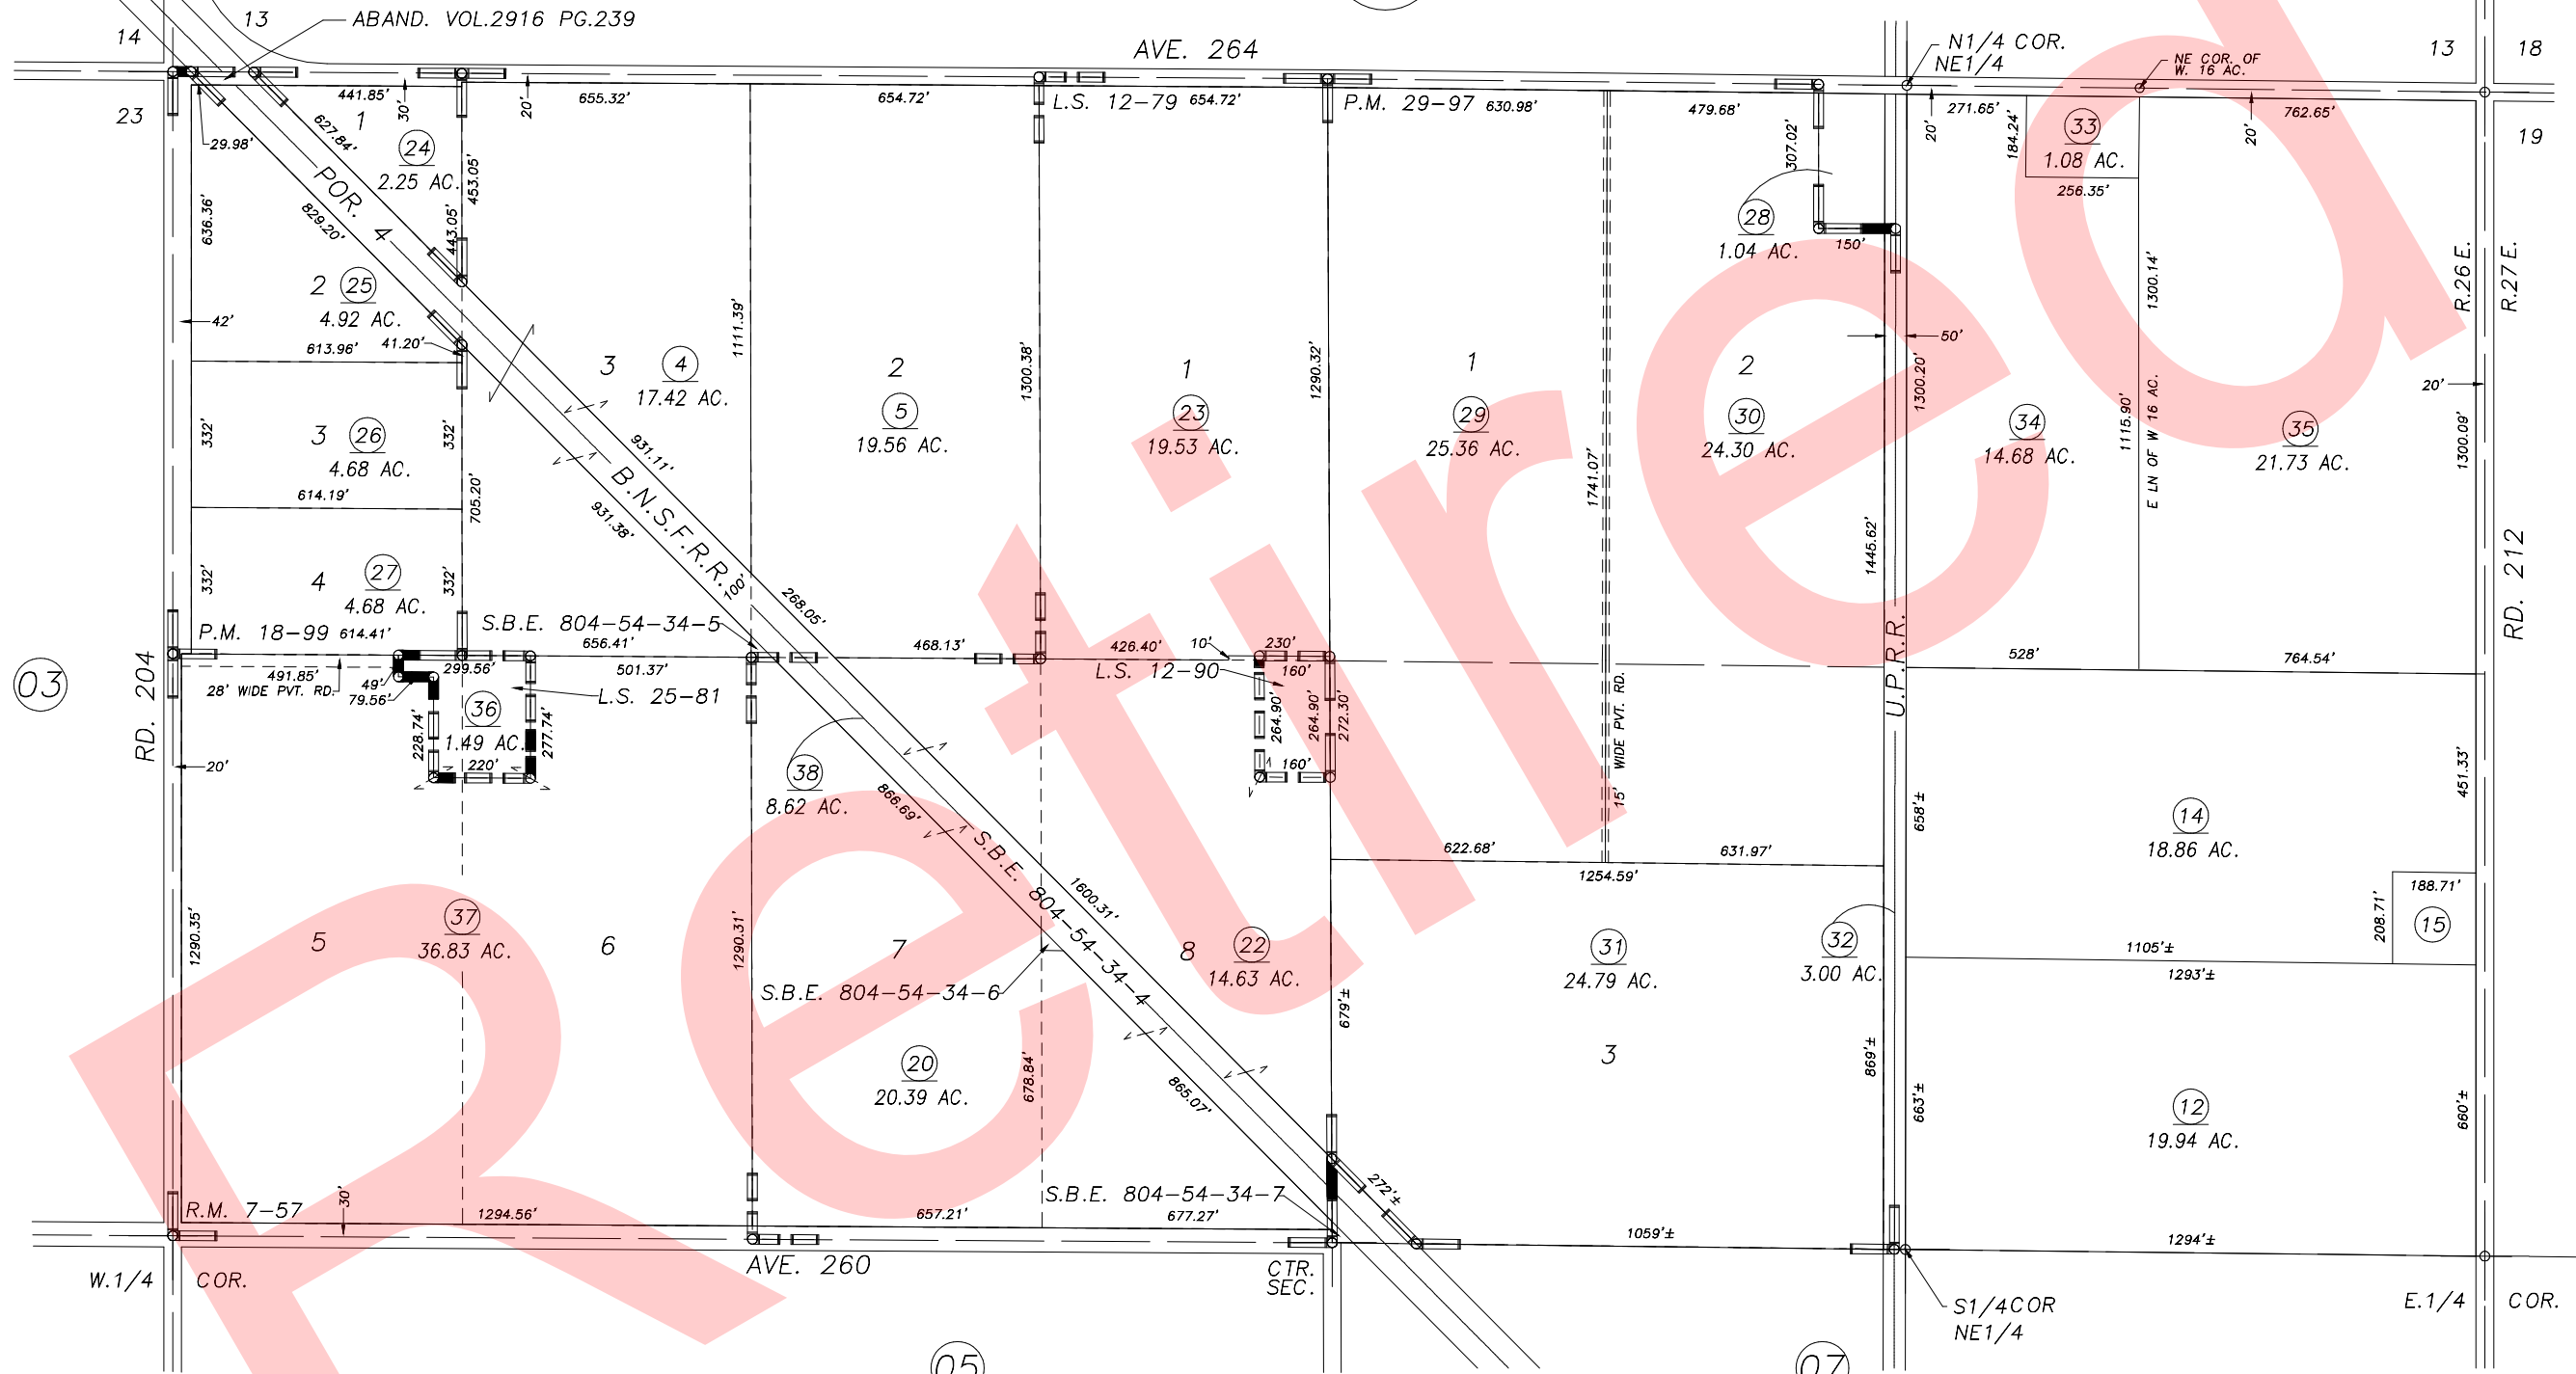 13
ABAND. VOL.2916 PG.239
14
AVE. 264
N1/4 COR.
NE1/4
NE COR. OF
W. 16 AC.
13
18
23
441.85'
30'
20'
655.32'
654.72'
L.S. 12-79
654.72'
P.M. 29-97
630.98'
479.68'
20'
271.65'
184.24'
33
1.08 AC.
256.35'
20'
762.65'
19
29.98'
627.84'
1
24
2.25 AC.
453.05'
443.05'
307.02'
28
1.04 AC.
150'
636.36'
829.20'
POR. 4
2
25
4.92 AC.
42'
613.96'
41.20'
1111.39'
1300.38'
1290.32'
50'
1300.20'
1300.14'
R.26 E.
R.27 E.
20'
3
4
17.42 AC.
2
5
19.56 AC.
1
23
19.53 AC.
1
29
25.36 AC.
2
30
24.30 AC.
34
14.68 AC.
1115.90'
E LN OF W 16 AC.
35
21.73 AC.
1300.09'
332'
3
26
4.68 AC.
332'
614.19'
705.20'
931.11'
931.38'
B.N.S.F.R.R.
100'
268.05'
1741.07'
1445.62'
RD. 212
332'
4
27
4.68 AC.
332'
P.M. 18-99
614.41'
S.B.E. 804-54-34-5
656.41'
468.13'
426.40'
10'
230'
U.P.R.R.
528'
764.54'
03
RD. 204
491.85'
28' WIDE PVT. RD.
49'
79.56'
299.56'
501.37'
L.S. 25-81
L.S. 12-90
160'
264.90'
264.90'
272.30'
160'
15' WIDE PVT. RD.
36
1.49 AC.
228.74'
277.74'
220'
20'
38
8.62 AC.
866.69'
S.B.E. 804-54-34-4
1600.31'
622.68'
631.97'
1254.59'
658'±
14
18.86 AC.
451.33'
188.71'
208.71'
15
1105'±
1293'±
1290.35'
5
37
36.83 AC.
6
1290.31'
7
8
22
14.63 AC.
679'±
31
24.79 AC.
32
3.00 AC.
S.B.E. 804-54-34-6
20
20.39 AC.
678.84'
865.07'
3
869'±
663'±
12
19.94 AC.
660'±
R.M. 7-57
30'
1294.56'
657.21'
S.B.E. 804-54-34-7
677.27'
272'±
1059'±
1294'±
W.1/4 COR.
AVE. 260
CTR.
SEC.
S1/4COR
NE1/4
E.1/4 COR.
05
07
Retired